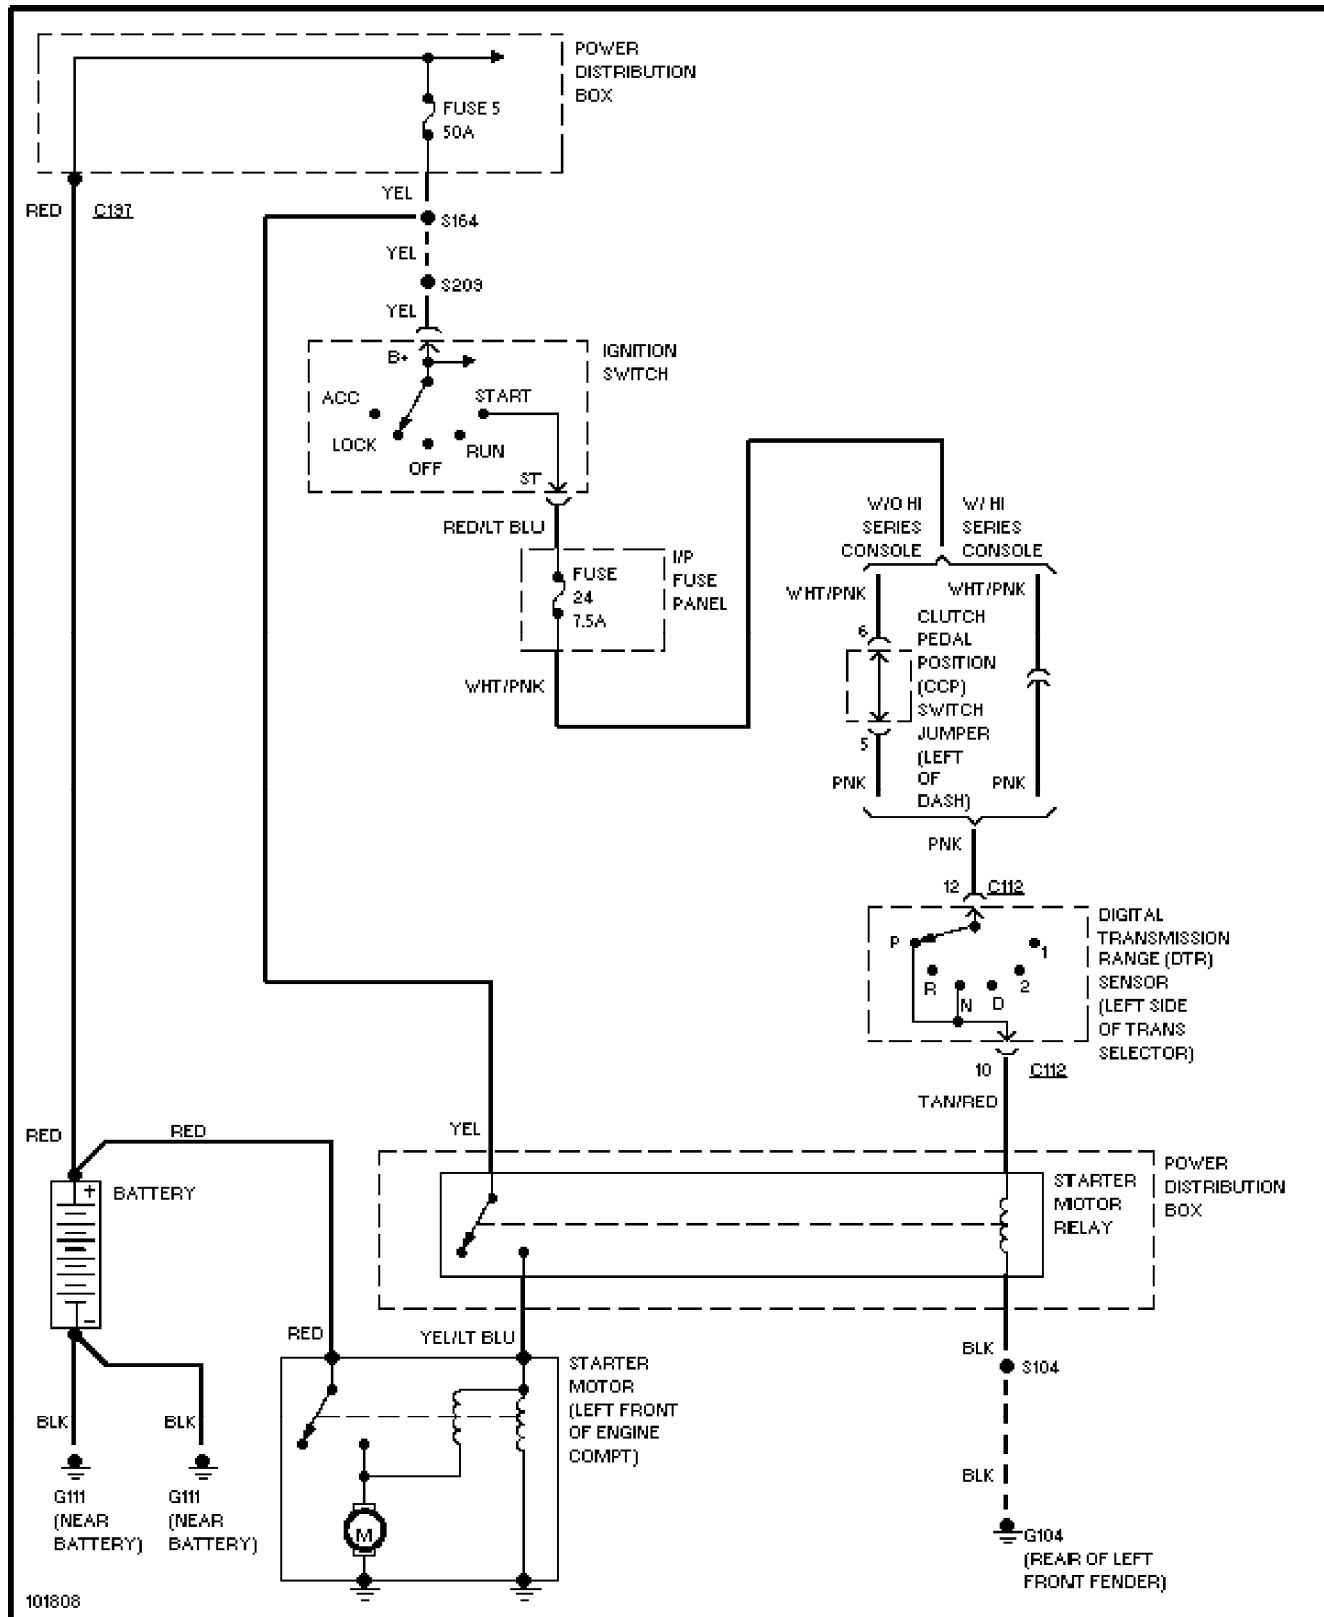 POWER
DISTRIBUTION
BOX
FUSE 5
50A
YEL
RED
C197
S164
YEL
S209
YEL
IGNITION
SWITCH
B+
ACC
START
LOCK
RUN
OFF
ST
RED/LT BLU
I/P
FUSE
PANEL
FUSE
24
7.5A
WHT/PNK
W/O HI
SERIES
CONSOLE
W/ HI
SERIES
CONSOLE
WHT/PNK
WHT/PNK
6
CLUTCH
PEDAL
POSITION
(CCP)
SWITCH
JUMPER
(LEFT
OF
DASH)
5
PNK
PNK
PNK
12
C112
DIGITAL
TRANSMISSION
RANGE (DTR)
SENSOR
(LEFT SIDE
OF TRANS
SELECTOR)
P
R
N
D
2
1
10
C112
TAN/RED
RED
RED
YEL
BATTERY
+
-
STARTER
MOTOR
RELAY
POWER
DISTRIBUTION
BOX
RED
YEL/LT BLU
STARTER
MOTOR
(LEFT FRONT
OF ENGINE
COMPT)
M
BLK
S104
BLK
BLK
BLK
G111
(NEAR
BATTERY)
G111
(NEAR
BATTERY)
G104
(REAR OF LEFT
FRONT FENDER)
101808